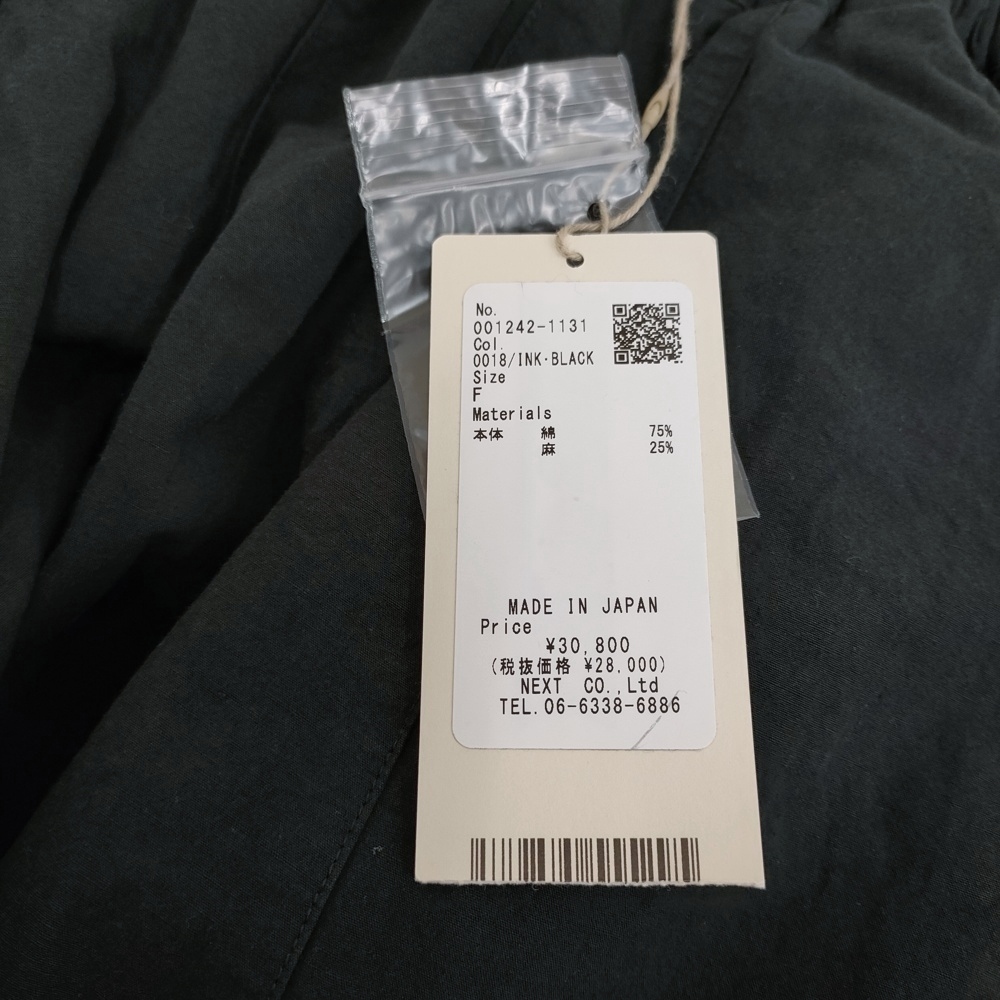 No.
001242-1131
Col.
0018/INK·BLACK
Size
F
Materials
本体 綿 75%
麻 25%
MADE IN JAPAN
Price
¥30,800
(税抜価格 ¥28,000)
NEXT CO.,Ltd
TEL.06-6338-6886